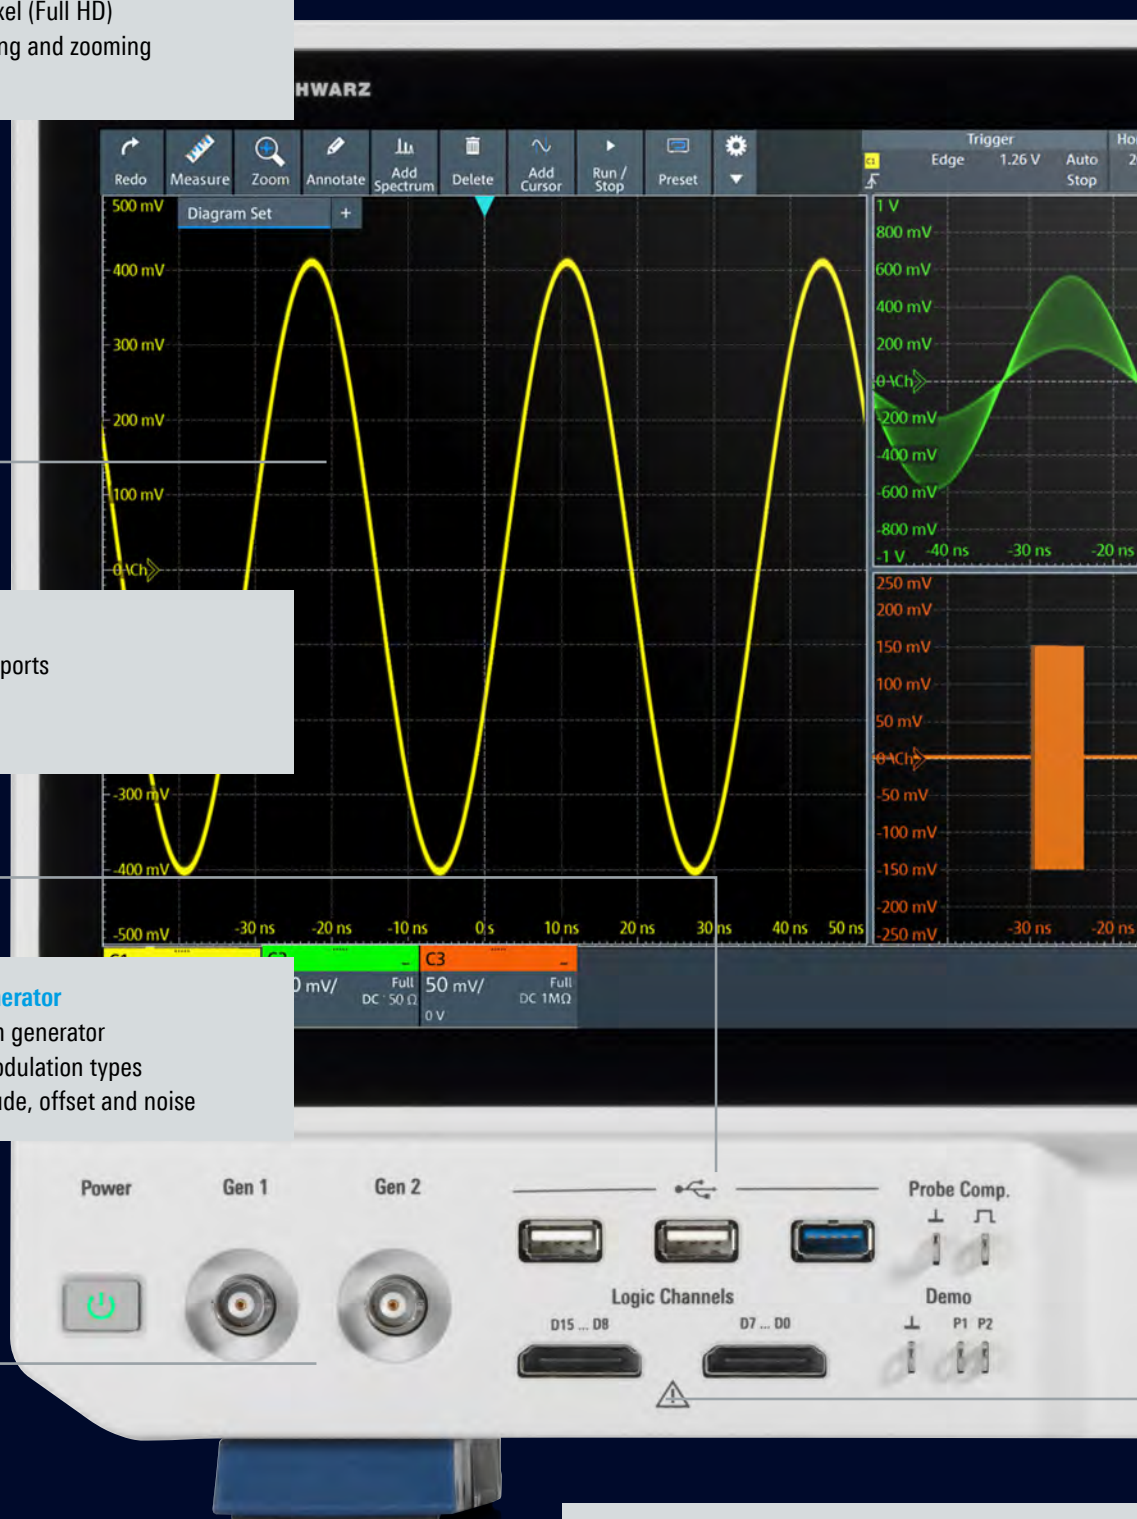 xel (Full HD)
ng and zooming
HWARZ
Redo
Measure
Zoom
Annotate
Add Spectrum
Delete
Add Cursor
Run / Stop
Preset
Trigger
C1
Edge
1.26 V
Auto
Stop
Diagram Set
+
500 mV
400 mV
300 mV
200 mV
100 mV
-300 mV
-400 mV
-500 mV
-30 ns
-20 ns
-10 ns
0 s
10 ns
20 ns
30 ns
40 ns
50 ns
1 V
800 mV
600 mV
400 mV
200 mV
-200 mV
-400 mV
-600 mV
-800 mV
-1 V
-40 ns
-30 ns
-20 ns
250 mV
200 mV
150 mV
100 mV
50 mV
-50 mV
-100 mV
-150 mV
-200 mV
-250 mV
-30 ns
-20 ns
ports
C3
mV/
Full
DC 50 Ω
50 mV/
Full
DC 1MΩ
0 V
erator
n generator
odulation types
ude, offset and noise
Power
Gen 1
Gen 2
Probe Comp.
Logic Channels
Demo
D15 ... D8
D7 ... D0
P1 P2